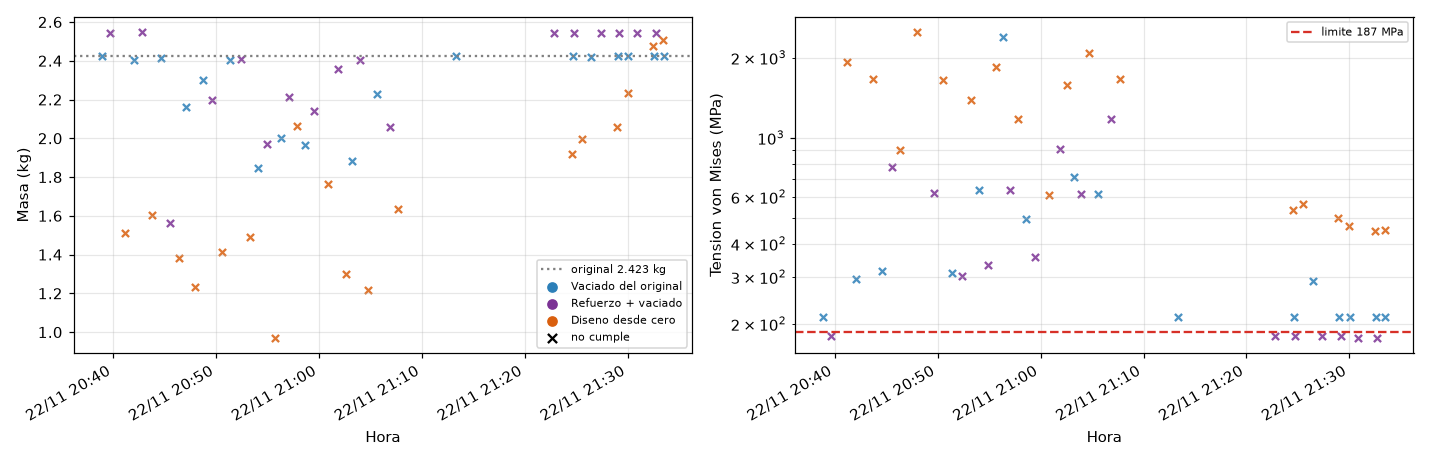 2.6
2.4
2.2
2.0
1.8
1.6
1.4
1.2
1.0
Masa (kg)
original 2.423 kg
Vaciado del original
Refuerzo + vaciado
Diseno desde cero
no cumple
22/11 20:40
22/11 20:50
22/11 21:00
22/11 21:10
22/11 21:20
22/11 21:30
Hora
2 × 10³
10³
6 × 10²
4 × 10²
3 × 10²
2 × 10²
Tension von Mises (MPa)
limite 187 MPa
22/11 20:40
22/11 20:50
22/11 21:00
22/11 21:10
22/11 21:20
22/11 21:30
Hora